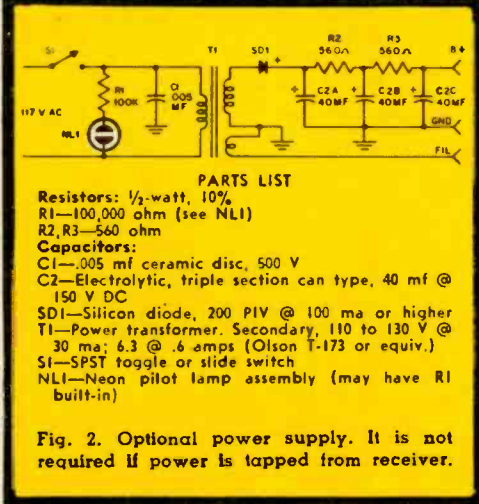 S1
T1
SD1
+
R2
560Ω
R3
560Ω
B+
R1
100K
C1
.005
MF
+
C2A
40MF
+
C2B
40MF
+
C2C
40MF
117 V AC
NL1
GND
FIL
PARTS LIST
Resistors: 1/2-watt, 10%
R1—100,000 ohm (see NL1)
R2,R3—560 ohm
Capacitors:
C1—.005 mf ceramic disc, 500 V
C2—Electrolytic, triple section can type, 40 mf @
150 V DC
SD1—Silicon diode, 200 PIV @ 100 ma or higher
T1—Power transformer. Secondary, 110 to 130 V @
30 ma; 6.3 @ .6 amps (Olson T-173 or equiv.)
S1—SPST toggle or slide switch
NL1—Neon pilot lamp assembly (may have R1
built-in)
Fig. 2. Optional power supply. It is not
required if power is tapped from receiver.